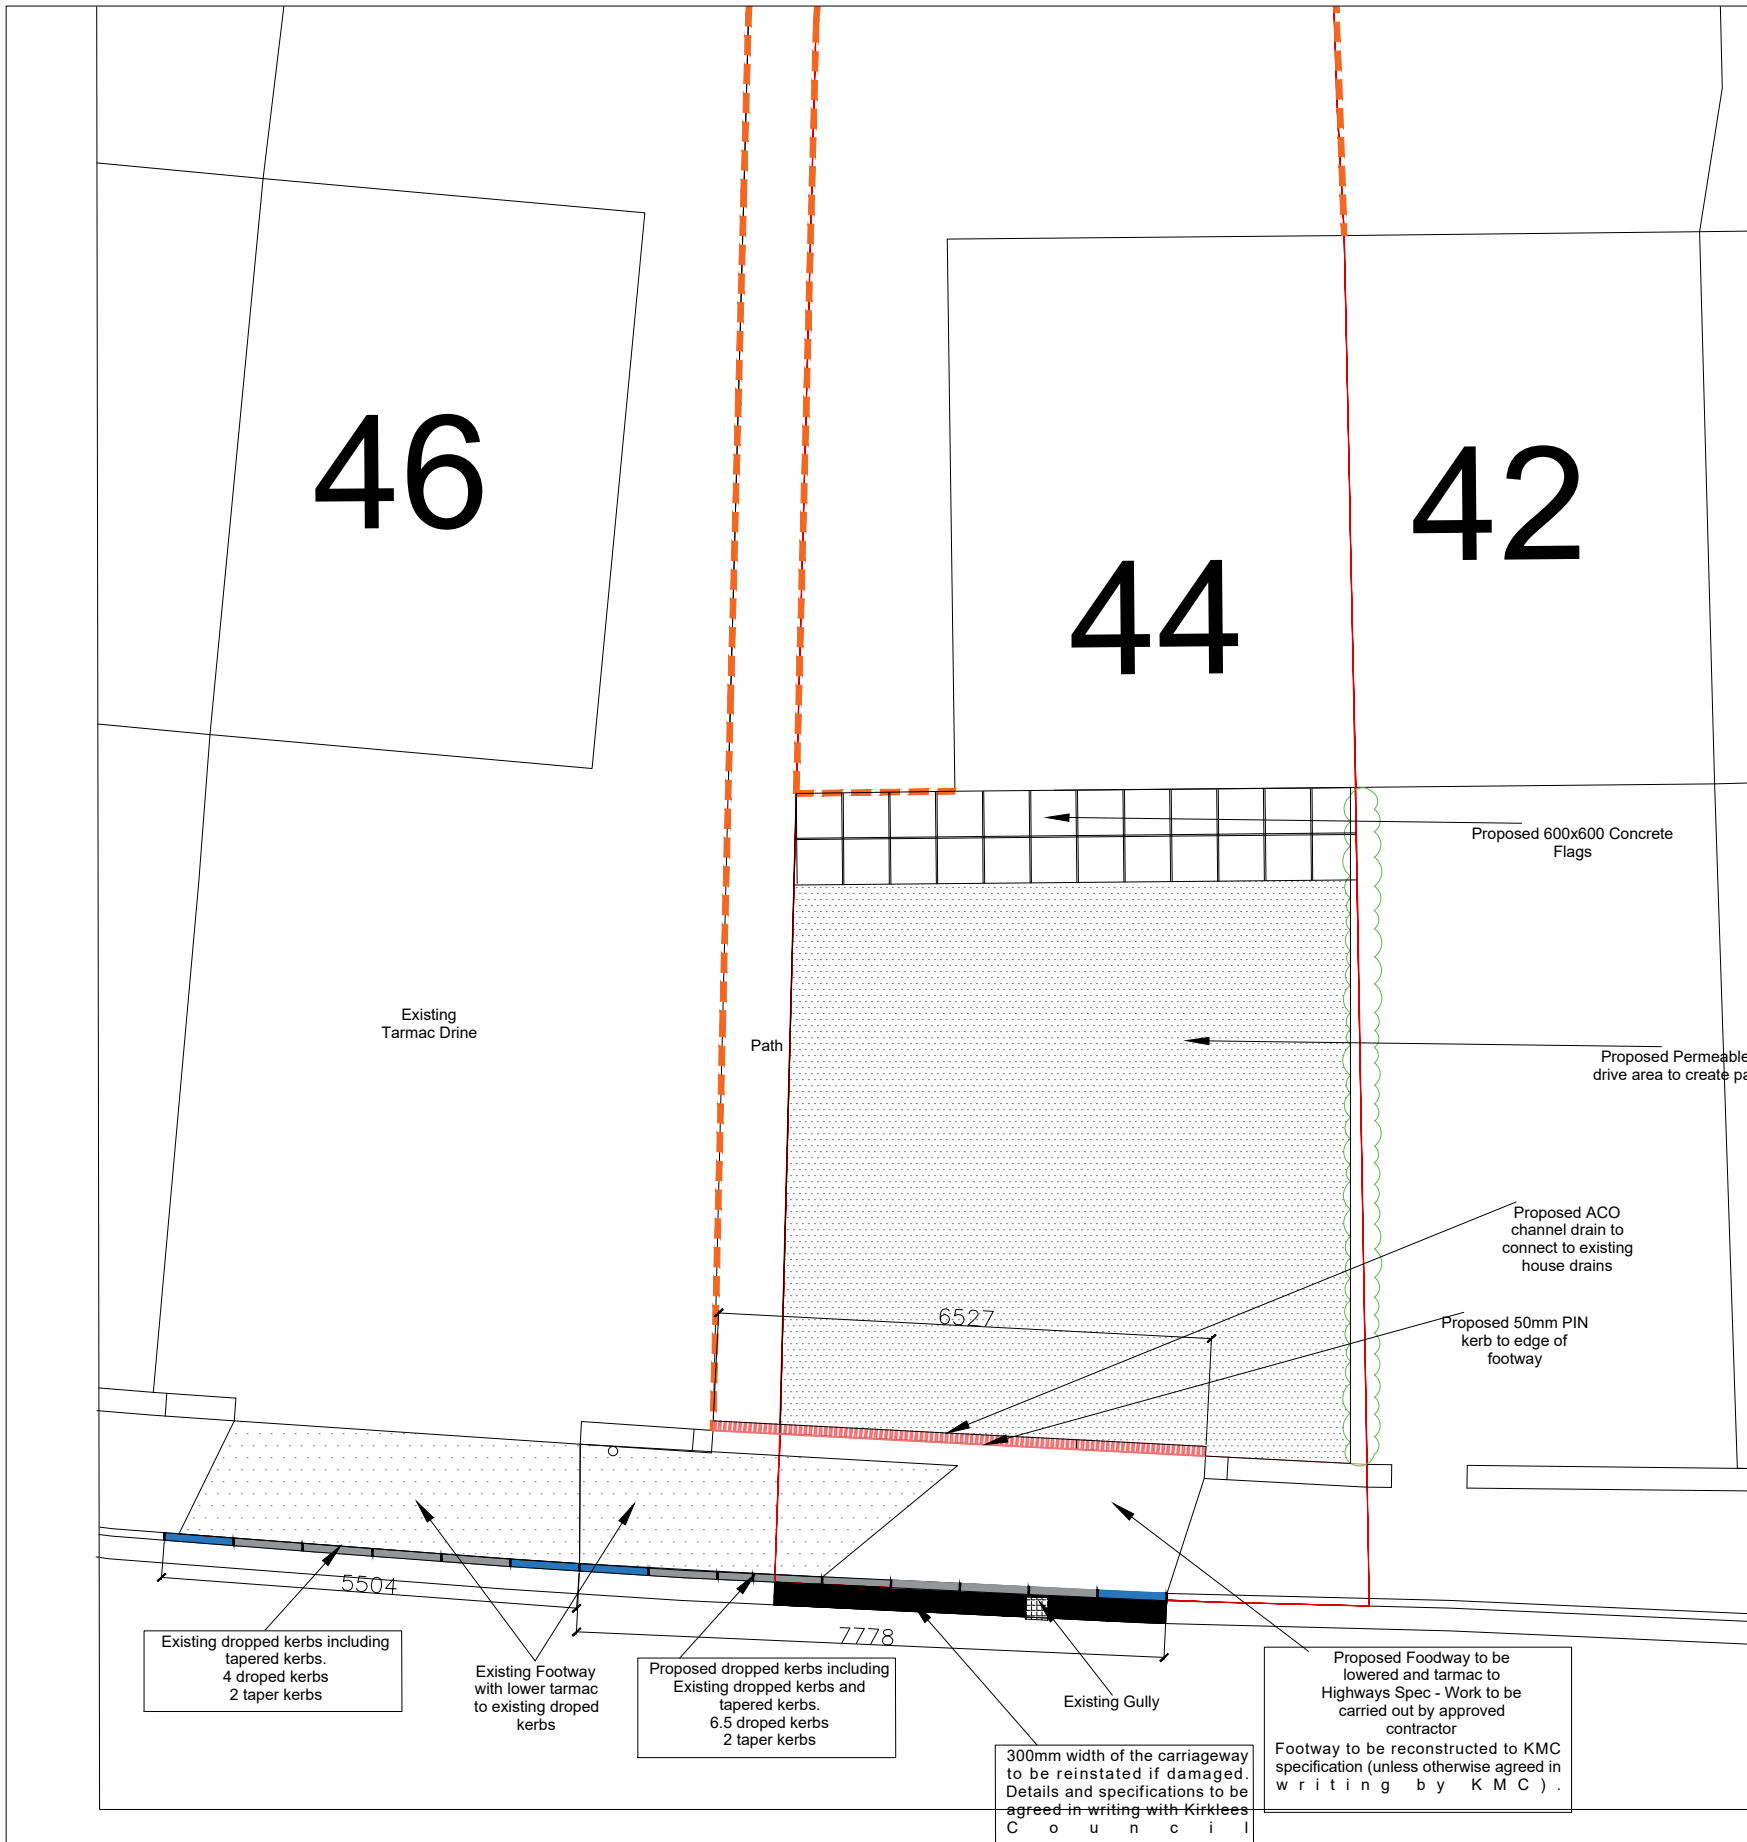 46
42
44
Proposed 600x600 Concrete
Flags
Existing
Tarmac Drine
Path
Proposed Permeable
drive area to create pa
Proposed ACO
channel drain to
connect to existing
house drains
6527
Proposed 50mm PIN
kerb to edge of
footway
5504
7778
Existing dropped kerbs including
tapered kerbs.
4 droped kerbs
2 taper kerbs
Existing Footway
with lower tarmac
to existing droped
kerbs
Proposed dropped kerbs including
Existing dropped kerbs and
tapered kerbs.
6.5 droped kerbs
2 taper kerbs
Existing Gully
300mm width of the carriageway
to be reinstated if damaged.
Details and specifications to be
agreed in writing with Kirklees
C o u n c i l
Proposed Foodway to be
lowered and tarmac to
Highways Spec - Work to be
carried out by approved
contractor
Footway to be reconstructed to KMC
specification (unless otherwise agreed in
w r i t i n g b y K M C ) .